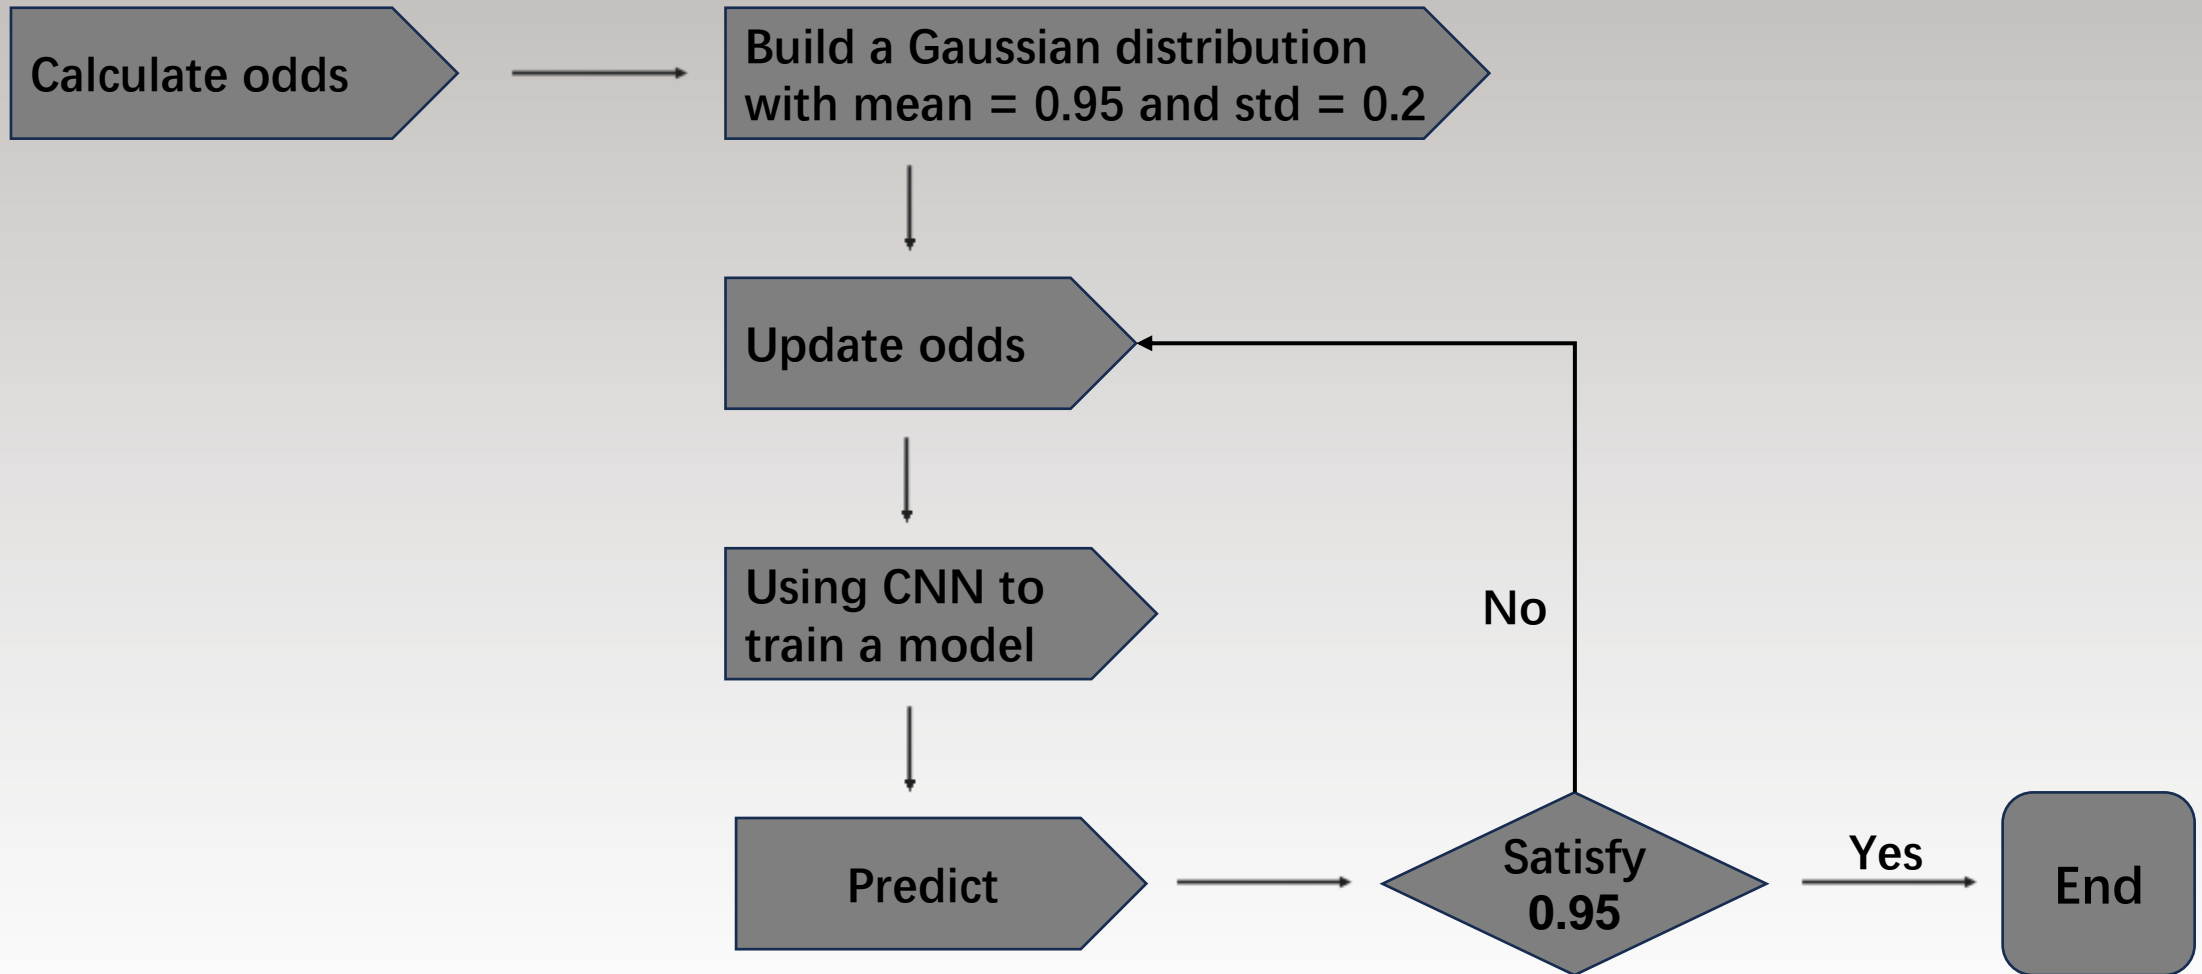 Calculate odds
Build a Gaussian distribution
with mean = 0.95 and std = 0.2
Update odds
Using CNN to
train a model
No
Predict
Satisfy
0.95
Yes
End